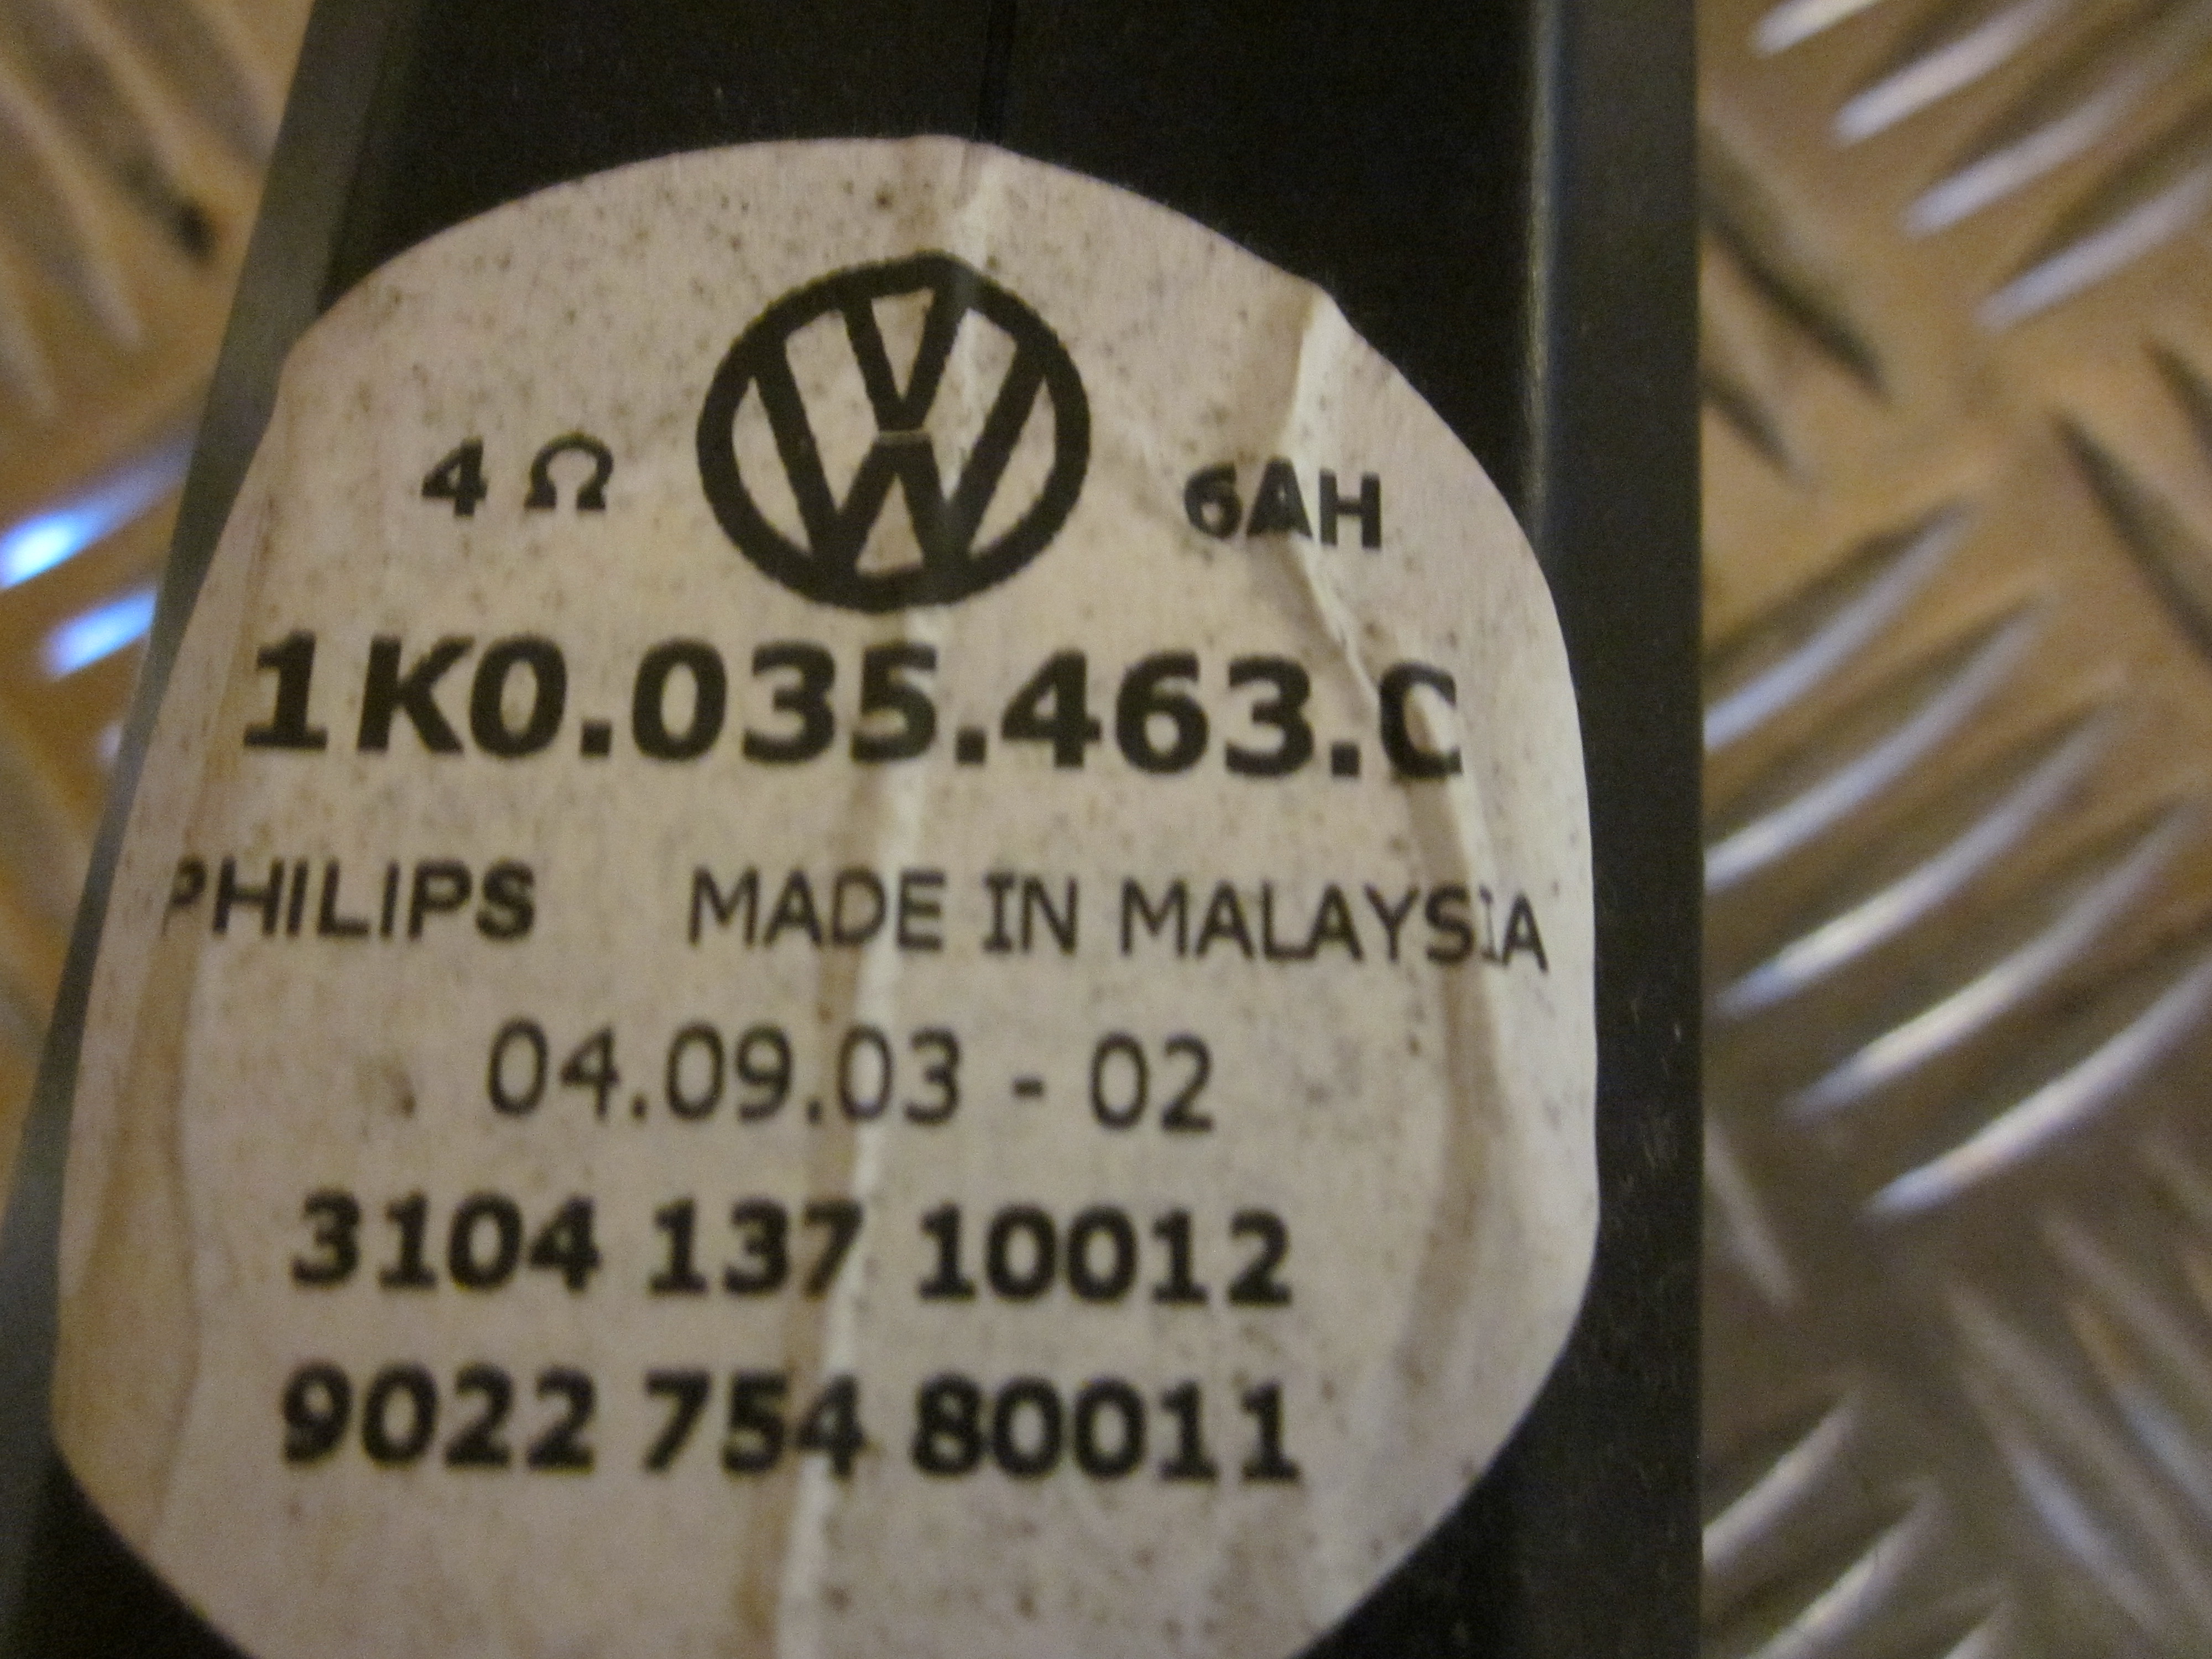 4 Ω 6AH
1K0.035.463.C
PHILIPS MADE IN MALAYSIA
04.09.03 - 02
3104 137 10012
9022 754 80011